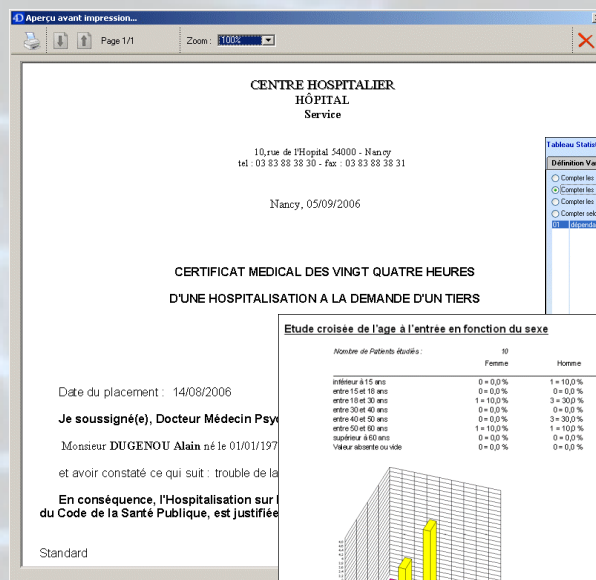 Aperçu avant impression...
Page 1/1
Zoom : 100%
CENTRE HOSPITALIER
HÔPITAL
Service
10,rue de l'Hopital 54000 - Nancy
tel : 03 83 88 38 30 - fax : 03 83 88 38 31
Nancy, 05/09/2006
CERTIFICAT MEDICAL DES VINGT QUATRE HEURES
D'UNE HOSPITALISATION A LA DEMANDE D'UN TIERS
Date du placement : 14/08/2006
Je soussigné(e), Docteur Médecin Psy
Monsieur DUGENOU Alain né le 01/01/197
et avoir constaté ce qui suit : trouble de la
En conséquence, l'Hospitalisation sur
du Code de la Santé Publique, est justifiée
Standard
Tableau Statis
Définition Va
Compter les
Compter les
Compter les
Compter selo
01 dépenda
Etude croisée de l'age à l'entrée en fonction du sexe
Nombre de Patients étudiés : 10
Femme Homme
inférieur à 15 ans 0 = 0,0 % 1 = 10,0 %
entre 15 et 18 ans 0 = 0,0 % 0 = 0,0 %
entre 18 et 30 ans 1 = 10,0 % 3 = 30,0 %
entre 30 et 40 ans 0 = 0,0 % 0 = 0,0 %
entre 40 et 50 ans 0 = 0,0 % 3 = 30,0 %
entre 50 et 60 ans 1 = 10,0 % 1 = 10,0 %
supérieur à 60 ans 0 = 0,0 % 0 = 0,0 %
Valeur absente ou vide 0 = 0,0 % 0 = 0,0 %